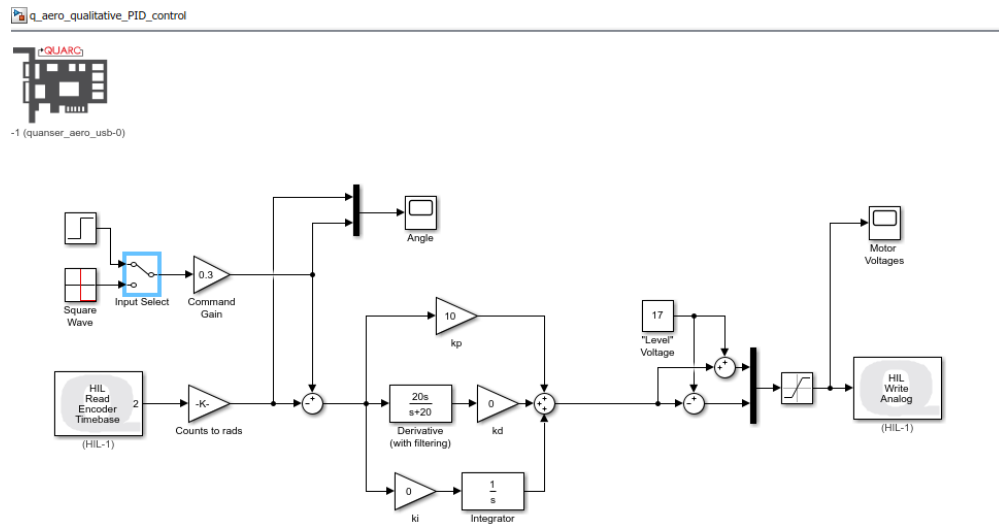 q_aero_qualitative_PID_control
QUARC
-1 (quanser_aero_usb-0)
Angle
Motor
Voltages
0.3
Input Select
Command
Gain
Square
Wave
10
kp
17
"Level"
Voltage
HIL
Read
Encoder
Timebase
2
(HIL-1)
-K-
Counts to rads
- +
20s
s+20
Derivative
(with filtering)
0
kd
+ + +
+ +
- +
HIL
Write
Analog
(HIL-1)
0
ki
1
s
Integrator